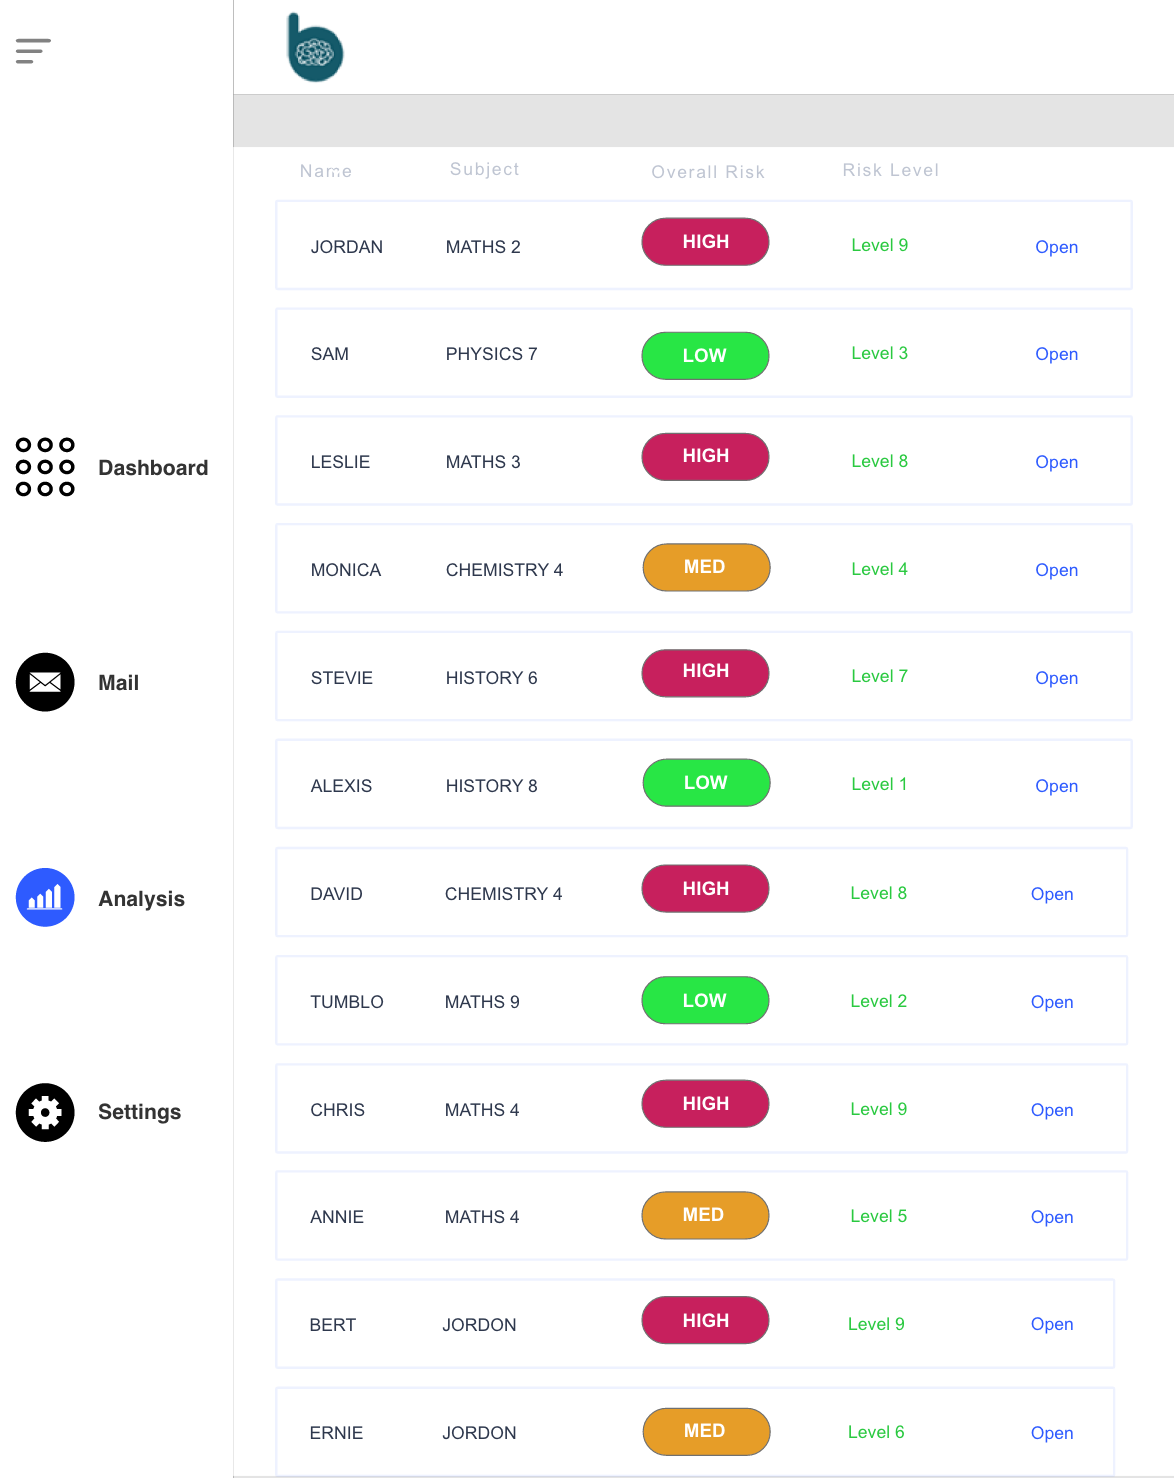 Name Subject Overall Risk Risk Level
JORDAN MATHS 2 HIGH Level 9 Open
SAM PHYSICS 7 LOW Level 3 Open
LESLIE MATHS 3 HIGH Level 8 Open
Dashboard
MONICA CHEMISTRY 4 MED Level 4 Open
STEVIE HISTORY 6 HIGH Level 7 Open
Mail
ALEXIS HISTORY 8 LOW Level 1 Open
DAVID CHEMISTRY 4 HIGH Level 8 Open
Analysis
TUMBLO MATHS 9 LOW Level 2 Open
CHRIS MATHS 4 HIGH Level 9 Open
Settings
ANNIE MATHS 4 MED Level 5 Open
BERT JORDON HIGH Level 9 Open
ERNIE JORDON MED Level 6 Open